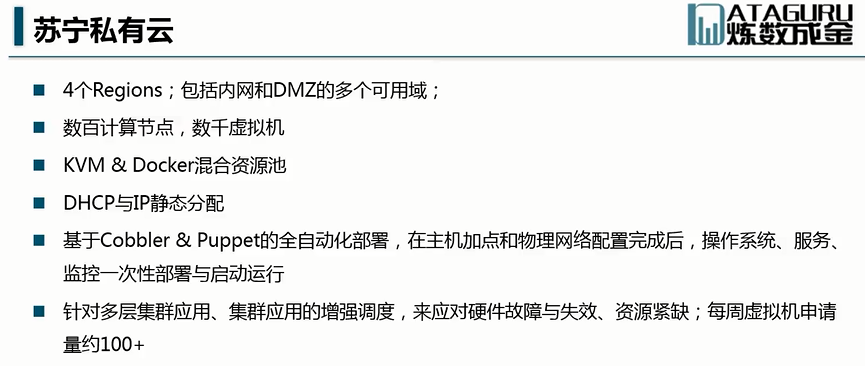 苏宁私有云
DATAGURU
炼数成金
4个Regions；包括内网和DMZ的多个可用域；
数百计算节点，数千虚拟机
KVM & Docker混合资源池
DHCP与IP静态分配
基于Cobbler & Puppet的全自动化部署，在主机加点和物理网络配置完成后，操作系统、服务、
监控一次性部署与启动运行
针对多层集群应用、集群应用的增强调度，来应对硬件故障与失效、资源紧缺；每周虚拟机申请
量约100+